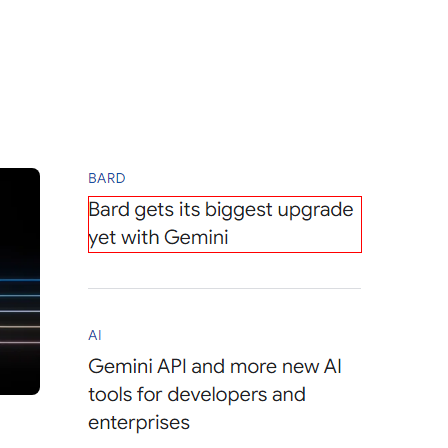 BARD
Bard gets its biggest upgrade
yet with Gemini
AI
Gemini API and more new AI
tools for developers and
enterprises